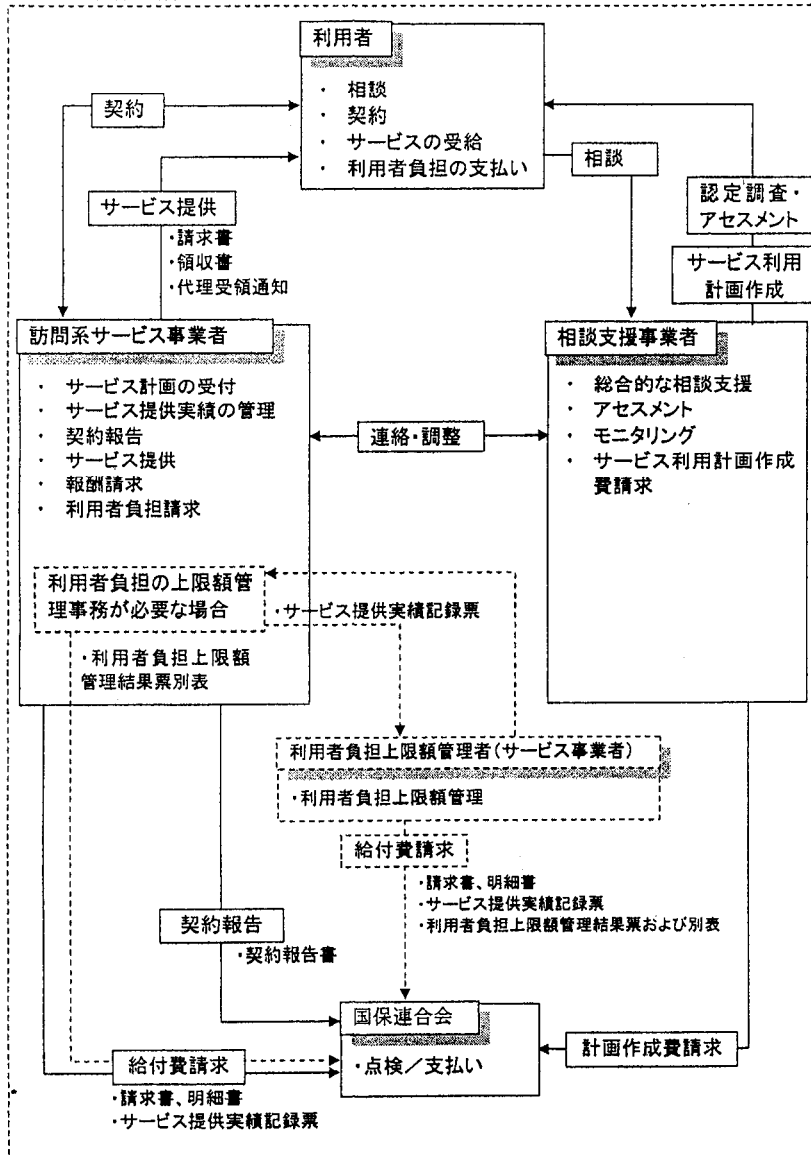 利用者
・ 相談
・ 契約
・ サービスの受給
・ 利用者負担の支払い
契約
相談
サービス提供
・請求書
・領収書
・代理受領通知
認定調査・
アセスメント
サービス利用
計画作成
訪問系サービス事業者
・ サービス計画の受付
・ サービス提供実績の管理
・ 契約報告
・ サービス提供
・ 報酬請求
・ 利用者負担請求
連絡・調整
相談支援事業者
・ 総合的な相談支援
・ アセスメント
・ モニタリング
・ サービス利用計画作成
費請求
利用者負担の上限額管
理事務が必要な場合
・サービス提供実績記録票
・利用者負担上限額
管理結果票別表
利用者負担上限額管理者(サービス事業者)
・利用者負担上限額管理
給付費請求
・請求書、明細書
・サービス提供実績記録票
・利用者負担上限額管理結果票および別表
契約報告
・契約報告書
国保連合会
・点検/支払い
給付費請求
・請求書、明細書
・サービス提供実績記録票
計画作成費請求